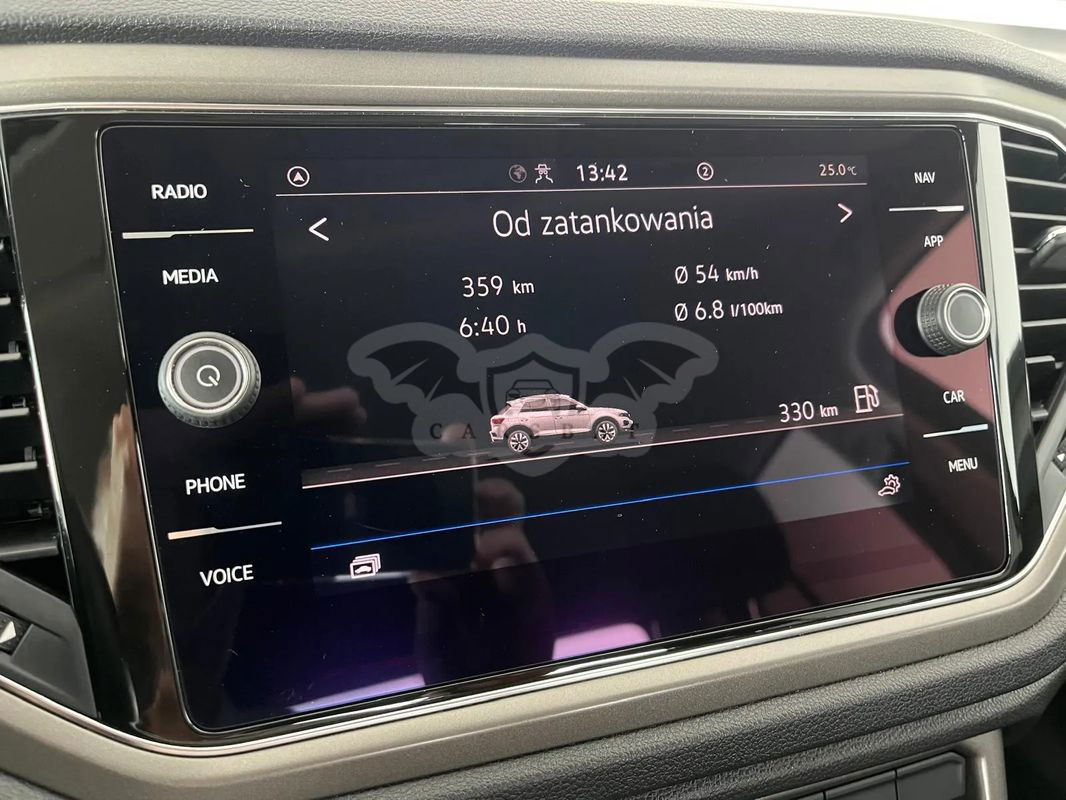 RADIO
MEDIA
PHONE
VOICE
2
13:42
25.0°C
Od zatankowania
359 km
Ø 54 km/h
6:40 h
Ø 6.8 l/100km
330 km
NAV
APP
CAR
MENU